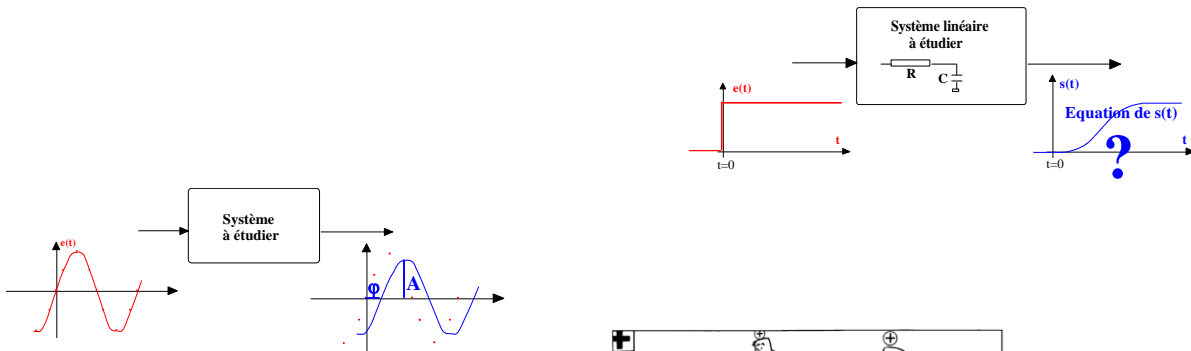 Système linéaire
à étudier
R
C
e(t)
t
t=0
s(t)
Equation de s(t)
?
t
t=0
Système
à étudier
e(t)
φ
A